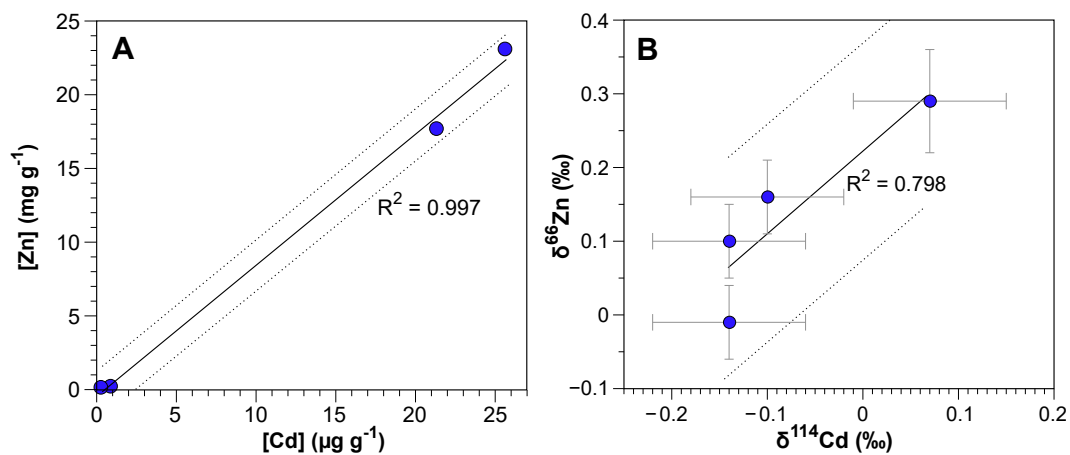 A
25
20
15
10
5
0
[Zn] (mg g⁻¹)
R² = 0.997
0 5 10 15 20 25
[Cd] (µg g⁻¹)
B
0.4
0.3
0.2
0.1
0
−0.1
δ⁶⁶Zn (‰)
R² = 0.798
−0.2 −0.1 0 0.1 0.2
δ¹¹⁴Cd (‰)